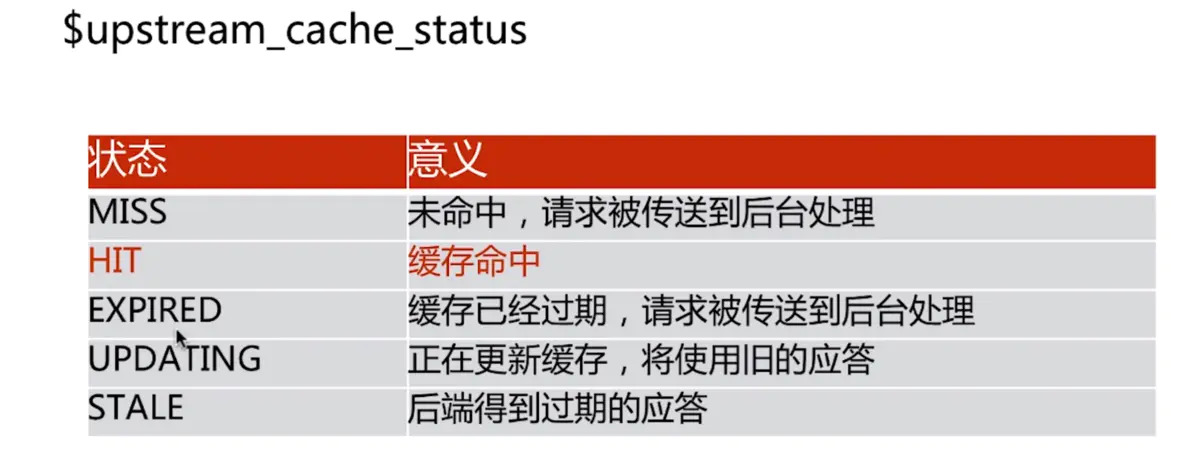 $upstream_cache_status
状态 意义
MISS 未命中，请求被传送到后台处理
HIT 缓存命中
EXPIRED 缓存已经过期，请求被传送到后台处理
UPDATING 正在更新缓存，将使用旧的应答
STALE 后端得到过期的应答